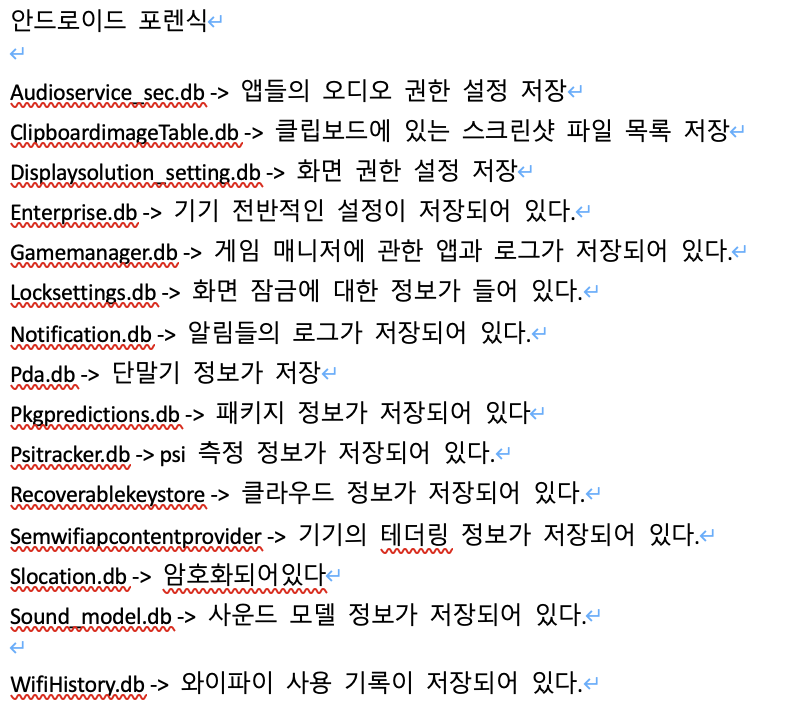 안드로이드 포렌식
Audioservice_sec.db -> 앱들의 오디오 권한 설정 저장
ClipboardimageTable.db -> 클립보드에 있는 스크린샷 파일 목록 저장
Displaysolution_setting.db -> 화면 권한 설정 저장
Enterprise.db -> 기기 전반적인 설정이 저장되어 있다.
Gamemanager.db -> 게임 매니저에 관한 앱과 로그가 저장되어 있다.
Locksettings.db -> 화면 잠금에 대한 정보가 들어 있다.
Notification.db -> 알림들의 로그가 저장되어 있다.
Pda.db -> 단말기 정보가 저장
Pkgpredictions.db -> 패키지 정보가 저장되어 있다
Psitracker.db -> psi 측정 정보가 저장되어 있다.
Recoverablekeystore -> 클라우드 정보가 저장되어 있다.
Semwifiapcontentprovider -> 기기의 테더링 정보가 저장되어 있다.
Slocation.db -> 암호화되어있다
Sound_model.db -> 사운드 모델 정보가 저장되어 있다.
WifiHistory.db -> 와이파이 사용 기록이 저장되어 있다.